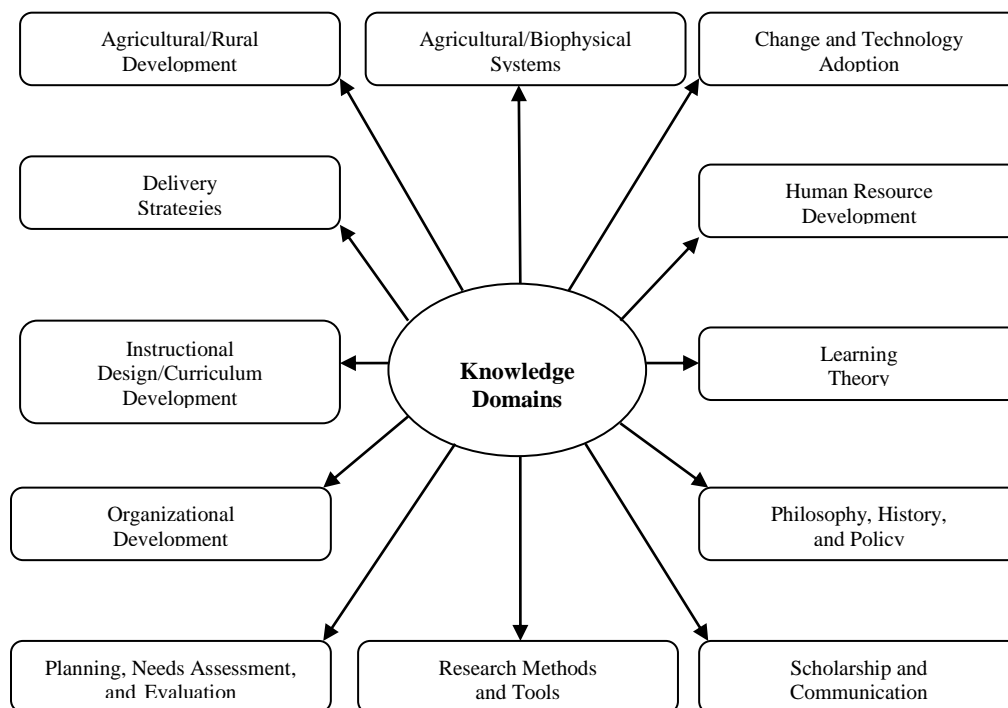 Agricultural/Rural
Development
Agricultural/Biophysical
Systems
Change and Technology
Adoption
Delivery
Strategies
Human Resource
Development
Instructional
Design/Curriculum
Development
Knowledge
Domains
Learning
Theory
Organizational
Development
Philosophy, History,
and Policy
Planning, Needs Assessment,
and Evaluation
Research Methods
and Tools
Scholarship and
Communication